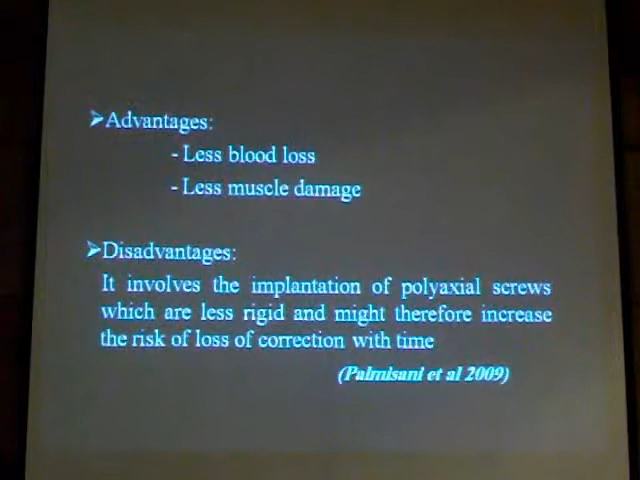 ➢Advantages:
- Less blood loss
- Less muscle damage
➢Disadvantages:
It involves the implantation of polyaxial screws
which are less rigid and might therefore increase
the risk of loss of correction with time
(Palmisani et al 2009)